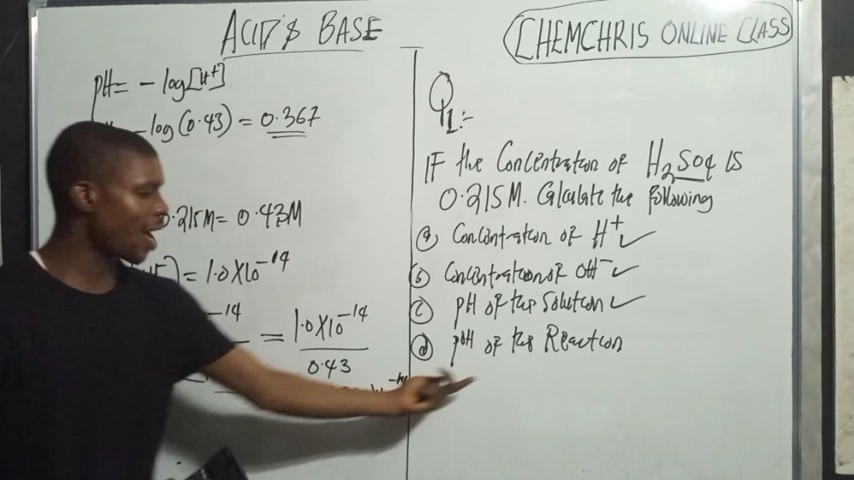 ACID'S BASE
CHEMCHRIS ONLINE CLASS
pH = - log[H+]
-log(0.43) = 0.367
0.215M = 0.43M
) = 1.0X10-14
-14
= 1.0X10-14
0.43
Q1:-
IF the Concentration of H2SO4 IS
0.215M. Calculate the following
(a) Concentration of H+ ✓
(b) Concentration of OH- ✓
(c) pH of the Solution ✓
(d) pOH of the Reaction